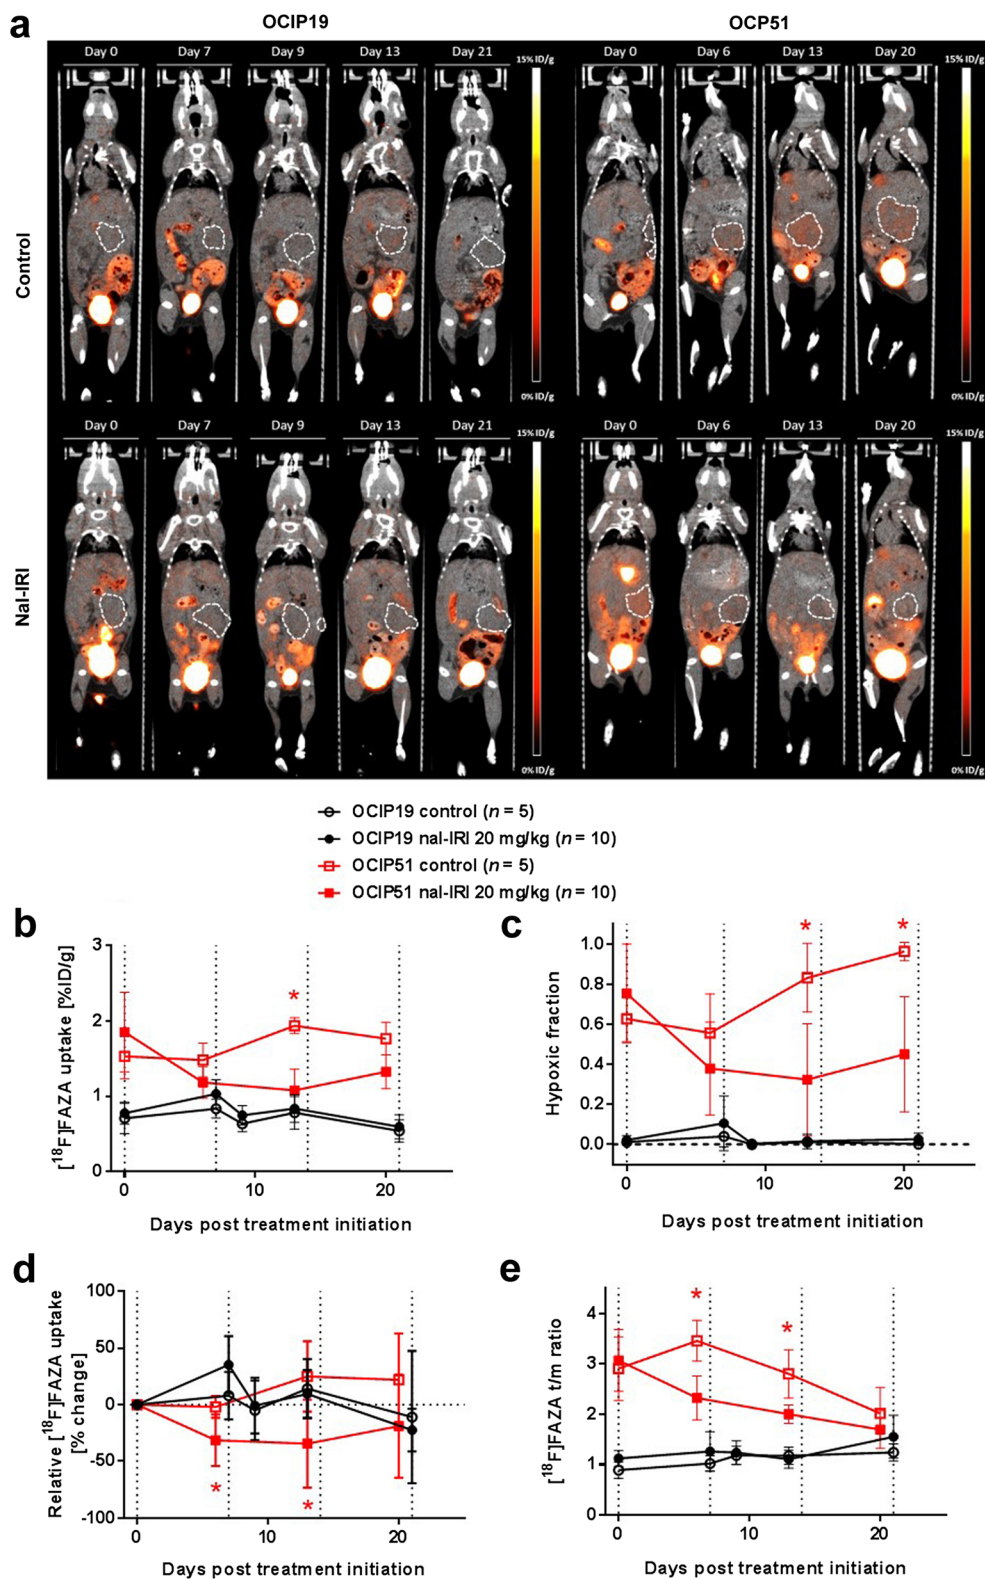 a
OCIP19
OCP51
Control
Day 0
Day 7
Day 9
Day 13
Day 21
15% ID/g
0% ID/g
Day 0
Day 6
Day 13
Day 20
15% ID/g
0% ID/g
Nal-IRI
Day 0
Day 7
Day 9
Day 13
Day 21
15% ID/g
0% ID/g
Day 0
Day 6
Day 13
Day 20
15% ID/g
0% ID/g
OCIP19 control (n = 5)
OCIP19 nal-IRI 20 mg/kg (n = 10)
OCIP51 control (n = 5)
OCIP51 nal-IRI 20 mg/kg (n = 10)
b
[18F]FAZA uptake [%ID/g]
3
2
1
0
*
0
10
20
Days post treatment initiation
c
Hypoxic fraction
1.0
0.8
0.6
0.4
0.2
0.0
*
*
0
10
20
Days post treatment initiation
d
Relative [18F]FAZA uptake
[% change]
100
50
0
-50
-100
*
*
0
10
20
Days post treatment initiation
e
[18F]FAZA t/m ratio
4
3
2
1
0
*
*
0
10
20
Days post treatment initiation